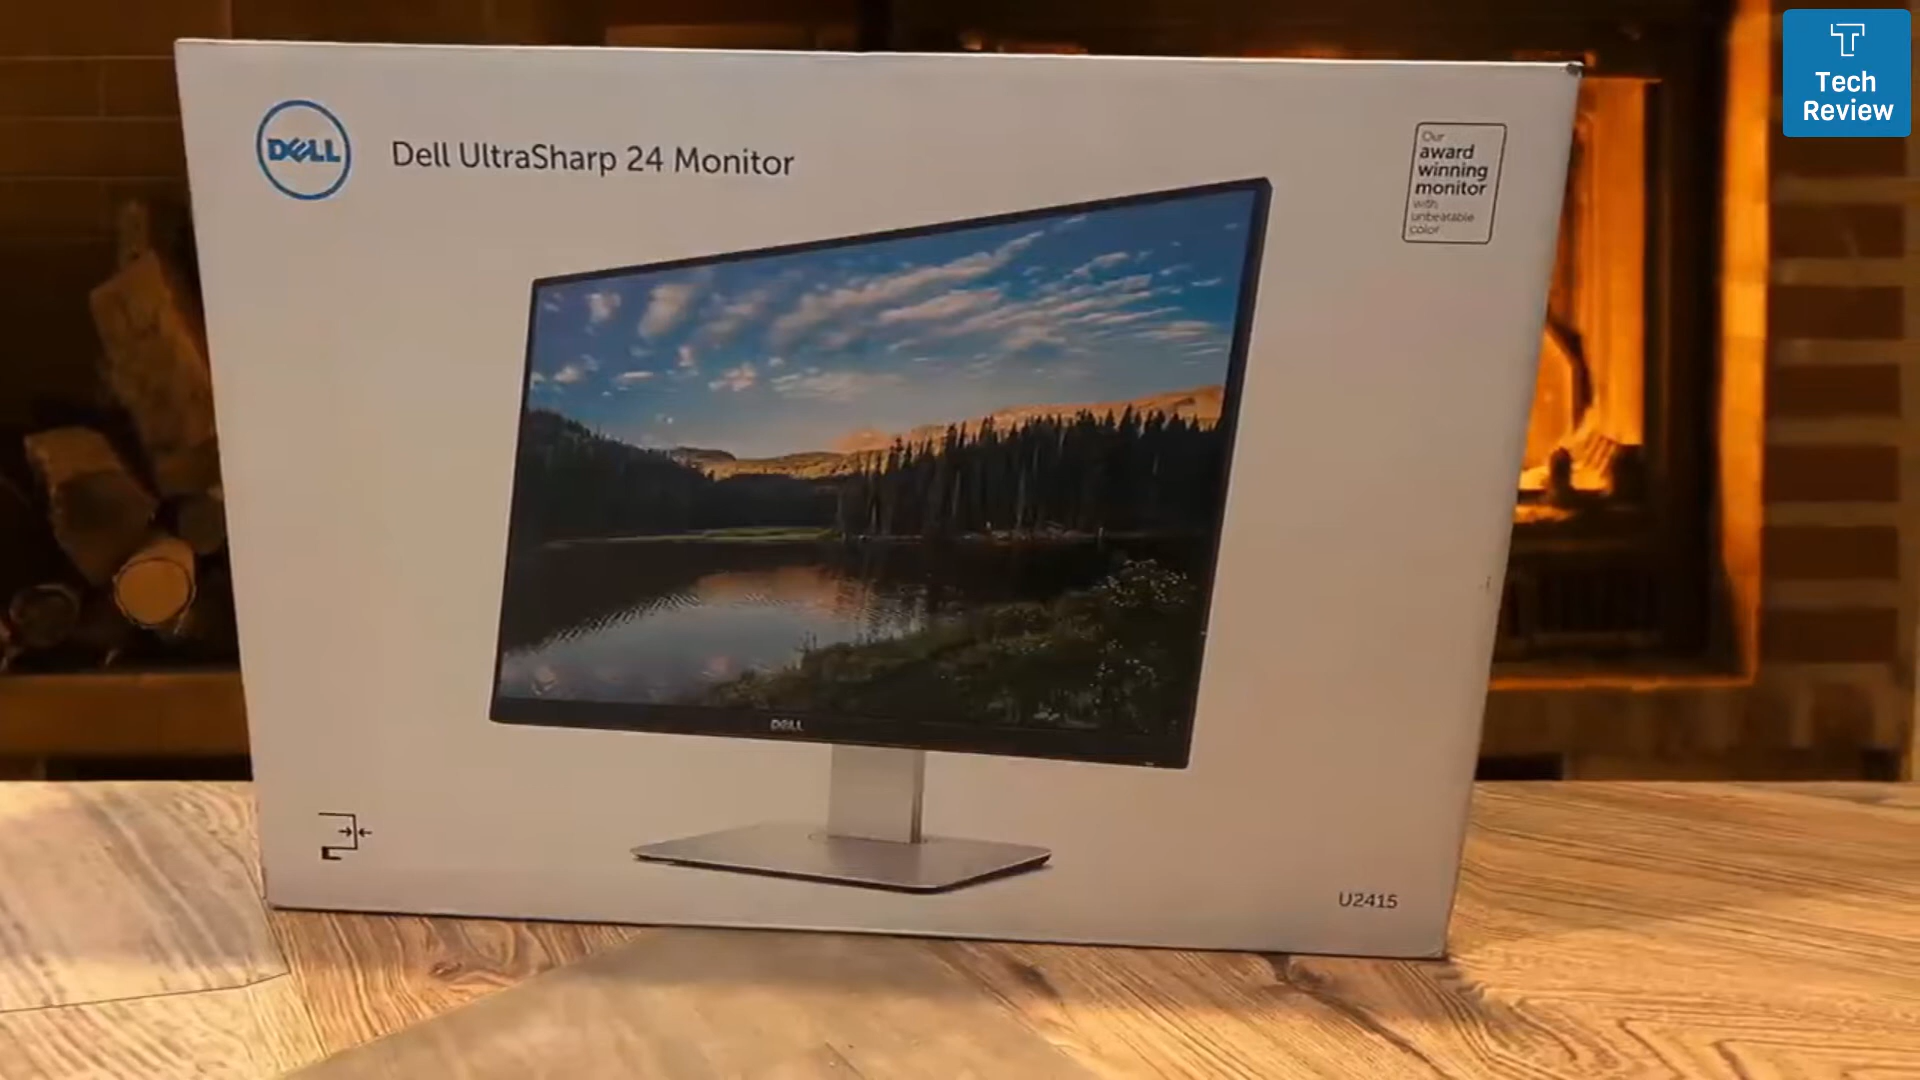 DELL
Dell UltraSharp 24 Monitor
Our
award
winning
monitor
with
unbeatable
color
DELL
U2415
Tech
Review